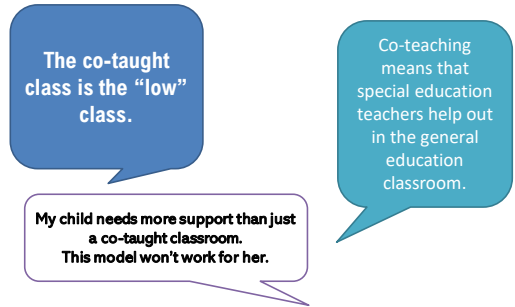 The co-taught
class is the “low”
class.
Co-teaching
means that
special education
teachers help out
in the general
education
classroom.
My child needs more support than just
a co-taught classroom.
This model won’t work for her.